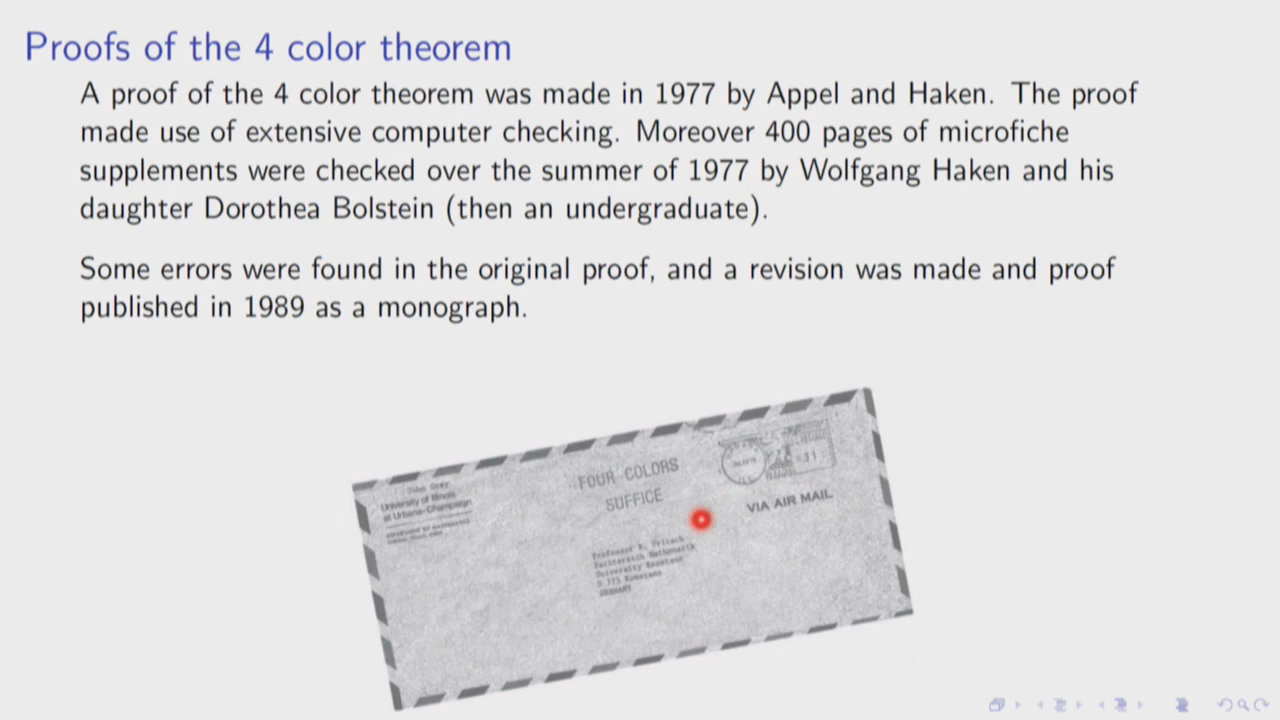 Proofs of the 4 color theorem
A proof of the 4 color theorem was made in 1977 by Appel and Haken. The proof
made use of extensive computer checking. Moreover 400 pages of microfiche
supplements were checked over the summer of 1977 by Wolfgang Haken and his
daughter Dorothea Bolstein (then an undergraduate).
Some errors were found in the original proof, and a revision was made and proof
published in 1989 as a monograph.
University of Illinois
at Urbana-Champaign
FOUR COLORS
SUFFICE
VIA AIR MAIL
Professor
University
GERMANY